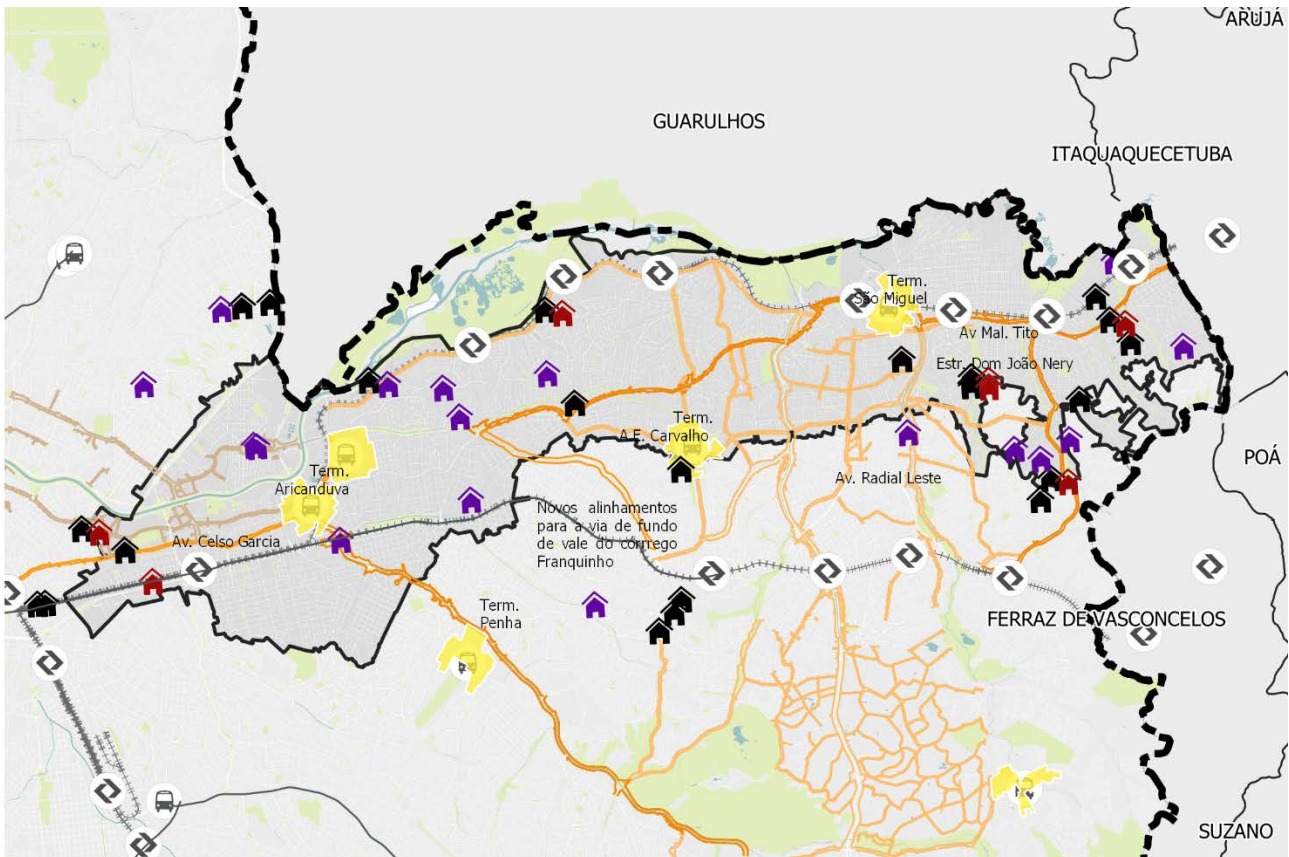 ARUJÁ
GUARULHOS
ITAQUAQUECETUBA
Term.
São Miguel
Av Mal. Tito
Estr. Dom João Nery
Term.
A.E. Carvalho
POÁ
Term.
Aricanduva
Av. Radial Leste
Novos alinhamentos
para a via de fundo
de vale do córrego
Franquinho
Av. Celso Garcia
Term.
Penha
FERRAZ DE VASCONCELOS
SUZANO